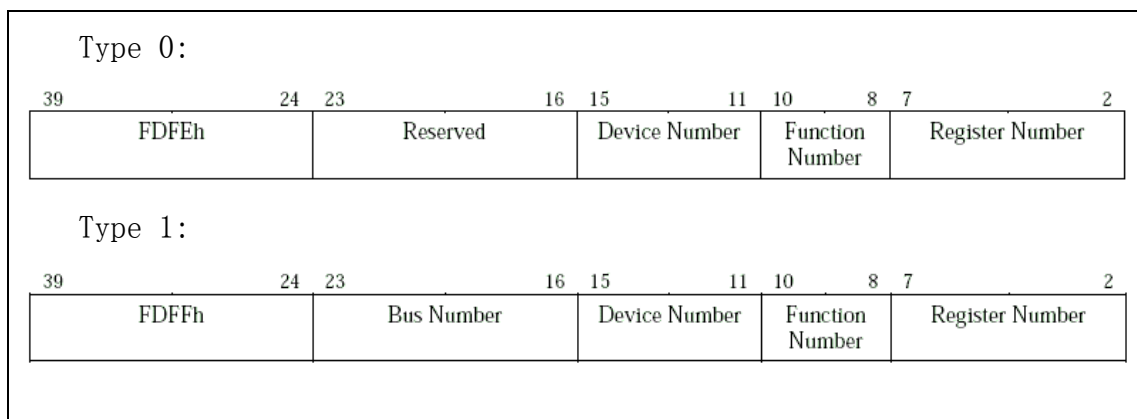 Type 0:
39 24 23 16 15 11 10 8 7 2
FDFEh Reserved Device Number Function Number Register Number
Type 1:
39 24 23 16 15 11 10 8 7 2
FDFFh Bus Number Device Number Function Number Register Number